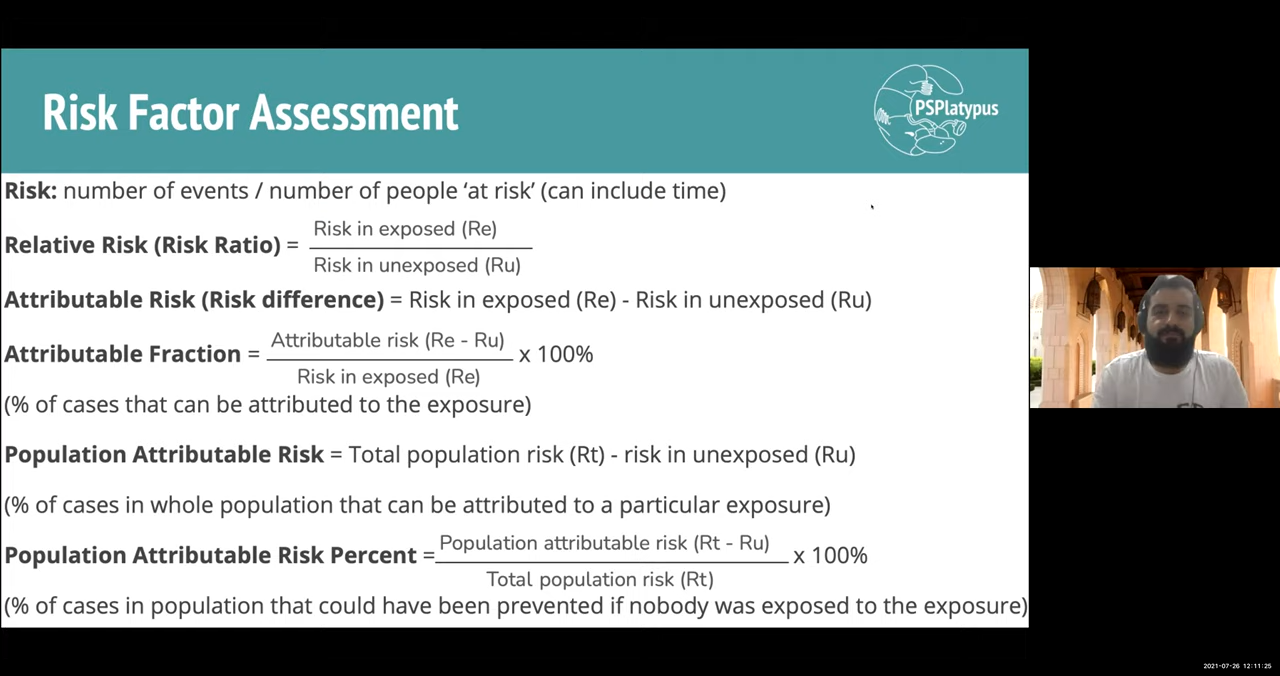 Risk Factor Assessment
PSPlatypus
Risk: number of events / number of people ‘at risk’ (can include time)
Relative Risk (Risk Ratio) = Risk in exposed (Re)
Risk in unexposed (Ru)
Attributable Risk (Risk difference) = Risk in exposed (Re) - Risk in unexposed (Ru)
Attributable Fraction = Attributable risk (Re - Ru) x 100%
Risk in exposed (Re)
(% of cases that can be attributed to the exposure)
Population Attributable Risk = Total population risk (Rt) - risk in unexposed (Ru)
(% of cases in whole population that can be attributed to a particular exposure)
Population Attributable Risk Percent = Population attributable risk (Rt - Ru) x 100%
Total population risk (Rt)
(% of cases in population that could have been prevented if nobody was exposed to the exposure)
2021-07-26 12:11:25